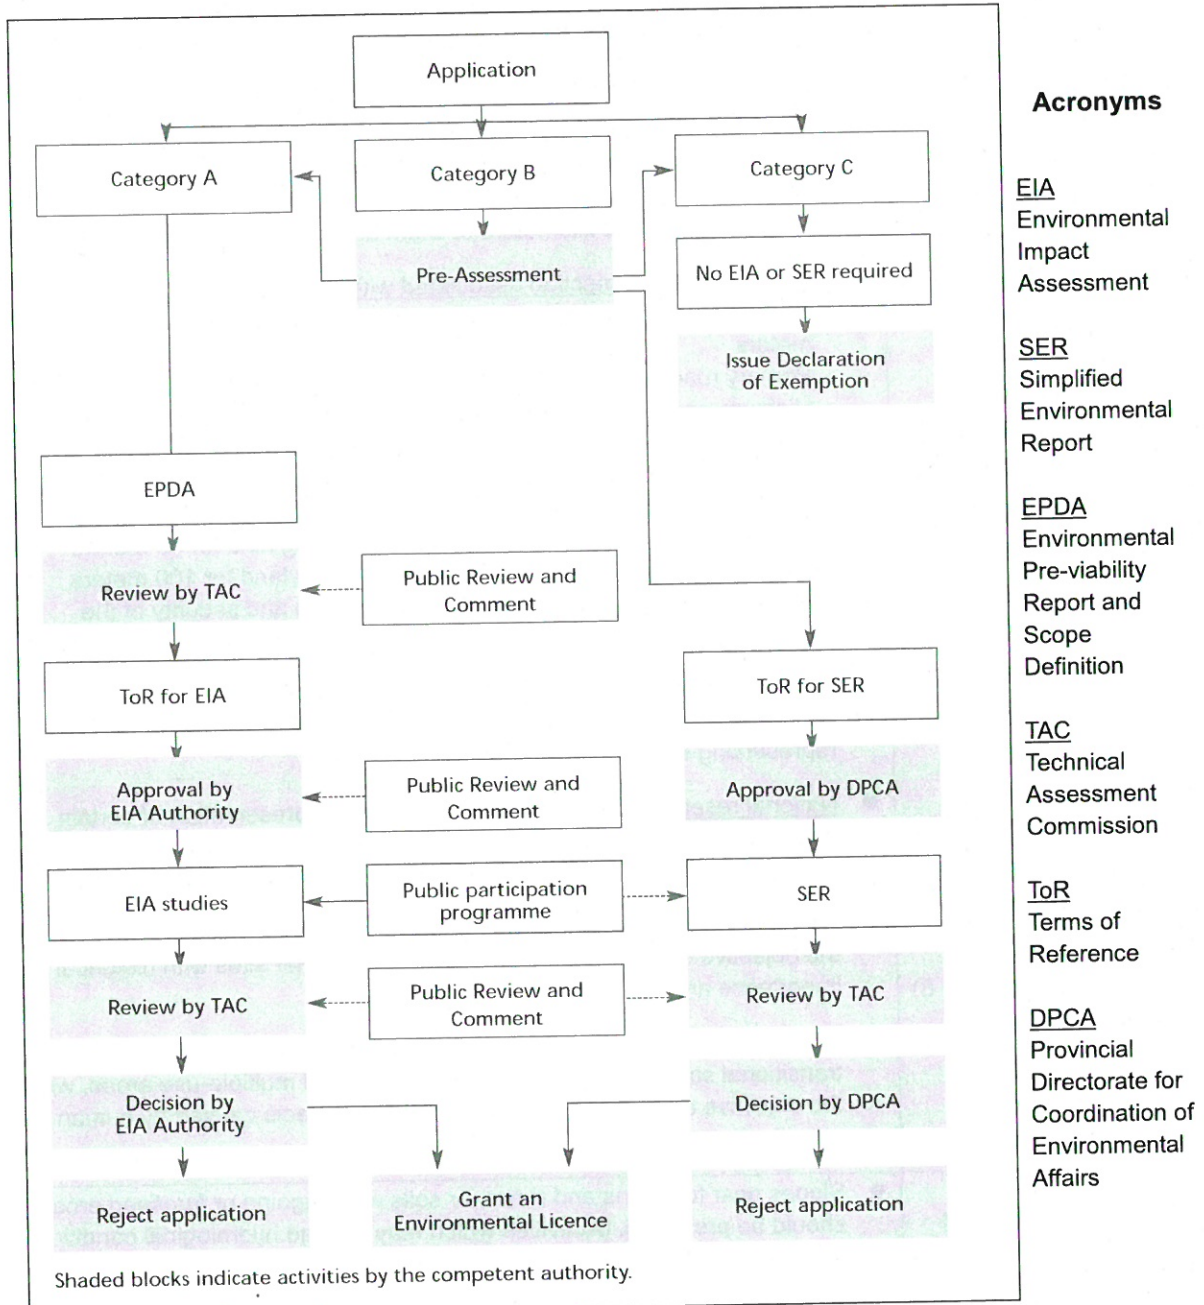 Application
Category A
Category B
Category C
Pre-Assessment
No EIA or SER required
Issue Declaration
of Exemption
EPDA
Review by TAC
Public Review and
Comment
ToR for EIA
ToR for SER
Approval by
EIA Authority
Public Review and
Comment
Approval by DPCA
EIA studies
Public participation
programme
SER
Review by TAC
Public Review and
Comment
Review by TAC
Decision by
EIA Authority
Decision by DPCA
Reject application
Grant an
Environmental Licence
Reject application
Shaded blocks indicate activities by the competent authority.
Acronyms
EIA
Environmental
Impact
Assessment
SER
Simplified
Environmental
Report
EPDA
Environmental
Pre-viability
Report and
Scope
Definition
TAC
Technical
Assessment
Commission
ToR
Terms of
Reference
DPCA
Provincial
Directorate for
Coordination of
Environmental
Affairs